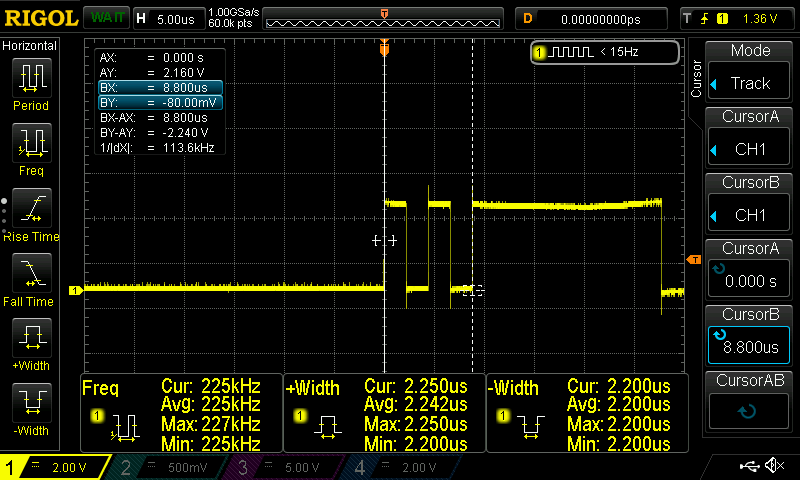 RIGOL WAIT H 5.00us 1.00GSa/s 60.0k pts D 0.00000000ps T 1 1.36 V
Horizontal
Period
Freq
Rise Time
Fall Time
+Width
-Width
AX: = 0.000 s
AY: = 2.160 V
BX: = 8.800us
BY: = -80.00mV
BX-AX: = 8.800us
BY-AY: = -2.240 V
1/|dX|: = 113.6kHz
1 < 15Hz
T
T
1
Cursor
Mode
Track
CursorA
CH1
CursorB
CH1
CursorA
0.000 s
CursorB
8.800us
CursorAB
Freq
1
Cur: 225kHz
Avg: 225kHz
Max: 227kHz
Min: 225kHz
+Width
1
Cur: 2.250us
Avg: 2.242us
Max: 2.250us
Min: 2.200us
-Width
1
Cur: 2.200us
Avg: 2.200us
Max: 2.200us
Min: 2.200us
1 = 2.00 V 2 = 500mV 3 = 5.00 V 4 = 2.00 V